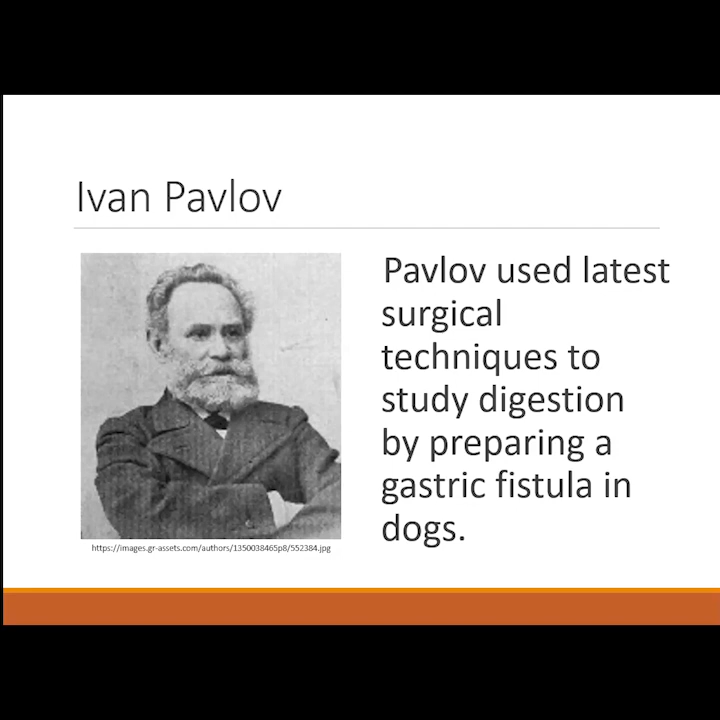 Ivan Pavlov
Pavlov used latest
surgical
techniques to
study digestion
by preparing a
gastric fistula in
dogs.
https://images.gr-assets.com/authors/1350038465p8/552384.jpg